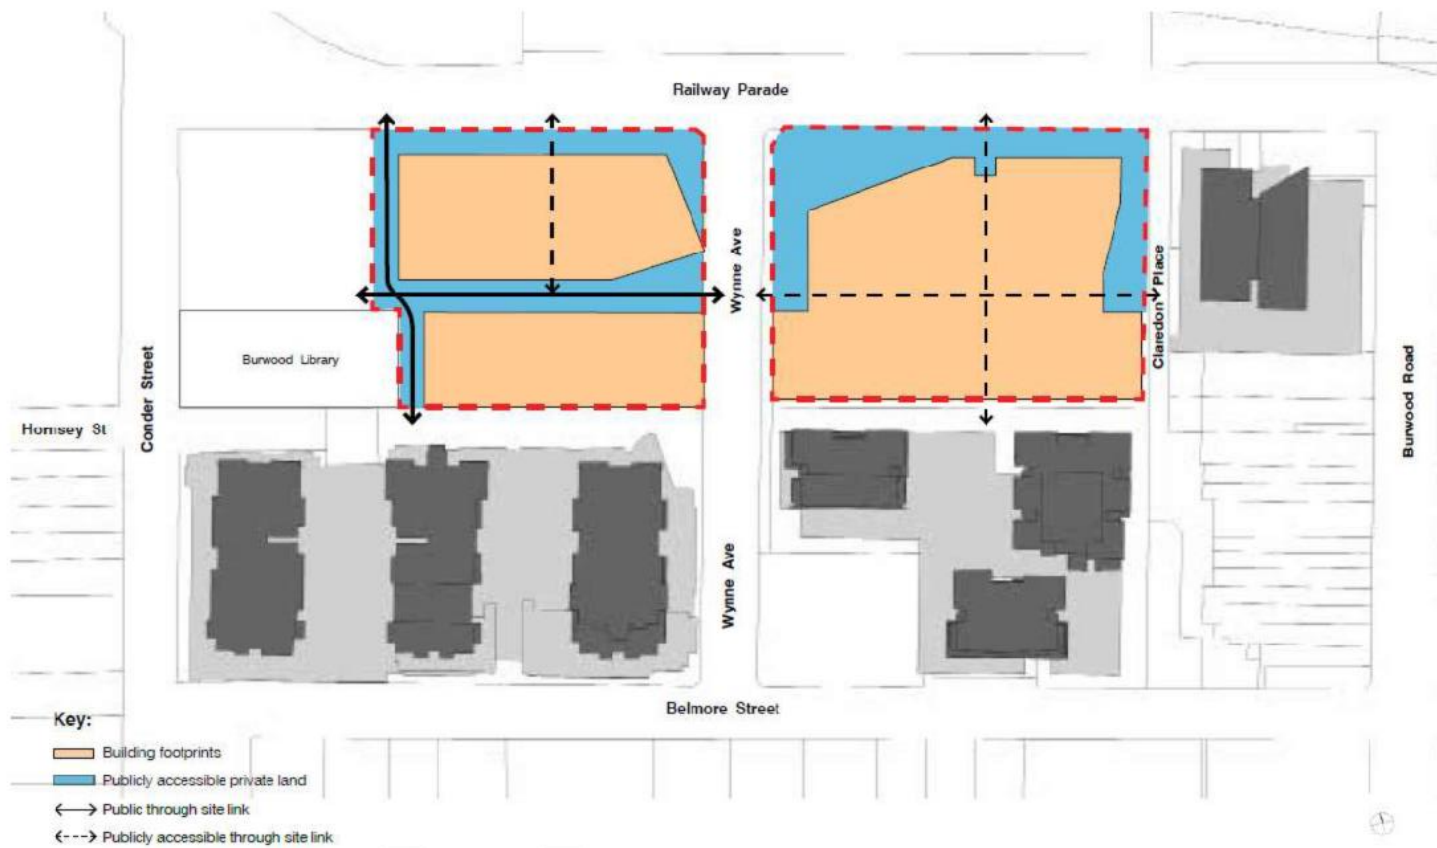 Railway Parade
Wynne Ave
Claredon Place
Burwood Library
Conder Street
Burwood Road
Hornsey St
Wynne Ave
Belmore Street
Key:
Building footprints
Publicly accessible private land
Public through site link
Publicly accessible through site link